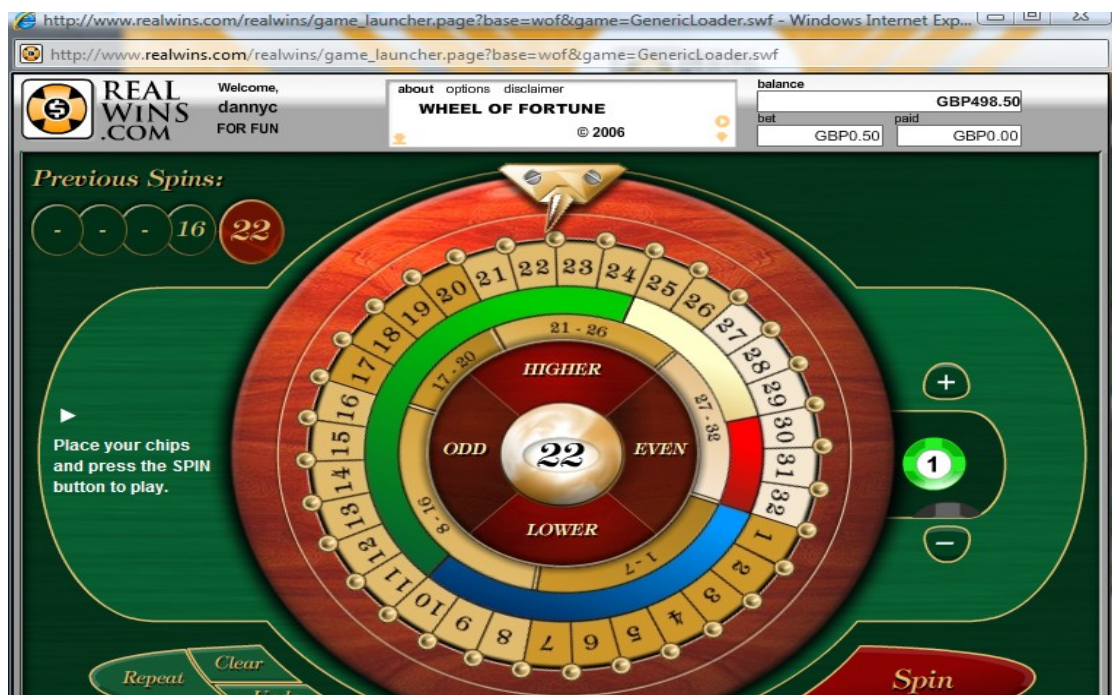 http://www.realwins.com/realwins/game_launcher.page?base=wof&game=GenericLoader.swf - Windows Internet Exp...
http://www.realwins.com/realwins/game_launcher.page?base=wof&game=GenericLoader.swf
REAL
WINS
.COM
Welcome,
dannyc
FOR FUN
about options disclaimer
WHEEL OF FORTUNE
© 2006
balance
GBP498.50
bet
GBP0.50
paid
GBP0.00
Previous Spins:
- - - 16 22
21 22 23 24 25 26 27 28 29 30 31 32 1 2 3 4 5 6 7 8 9 10 11 12 13 14 15 16 17 18 19 20
21 - 26
27 - 32
1 - 7
8 - 16
17 - 20
HIGHER
ODD
22
EVEN
LOWER
Place your chips
and press the SPIN
button to play.
+
1
−
Repeat
Clear
Spin